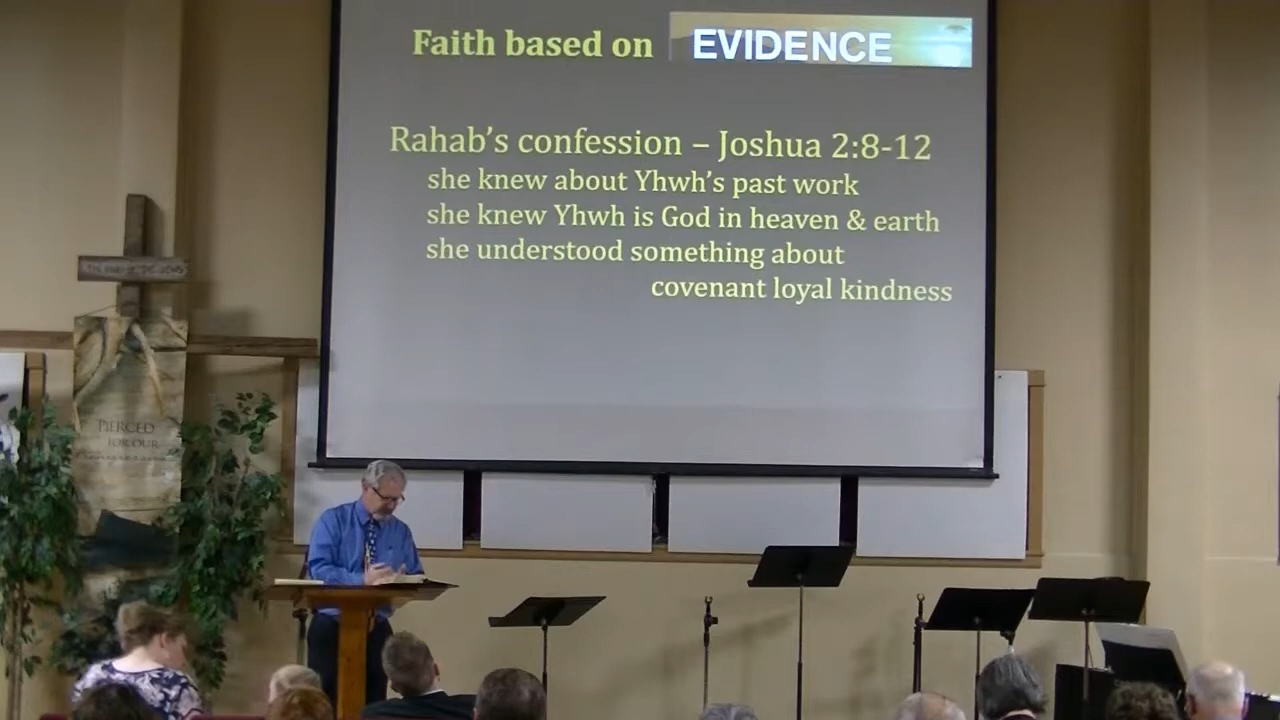 Faith based on EVIDENCE
Rahab's confession – Joshua 2:8-12
she knew about Yhwh's past work
she knew Yhwh is God in heaven & earth
she understood something about
covenant loyal kindness
PIERCED
FOR OUR